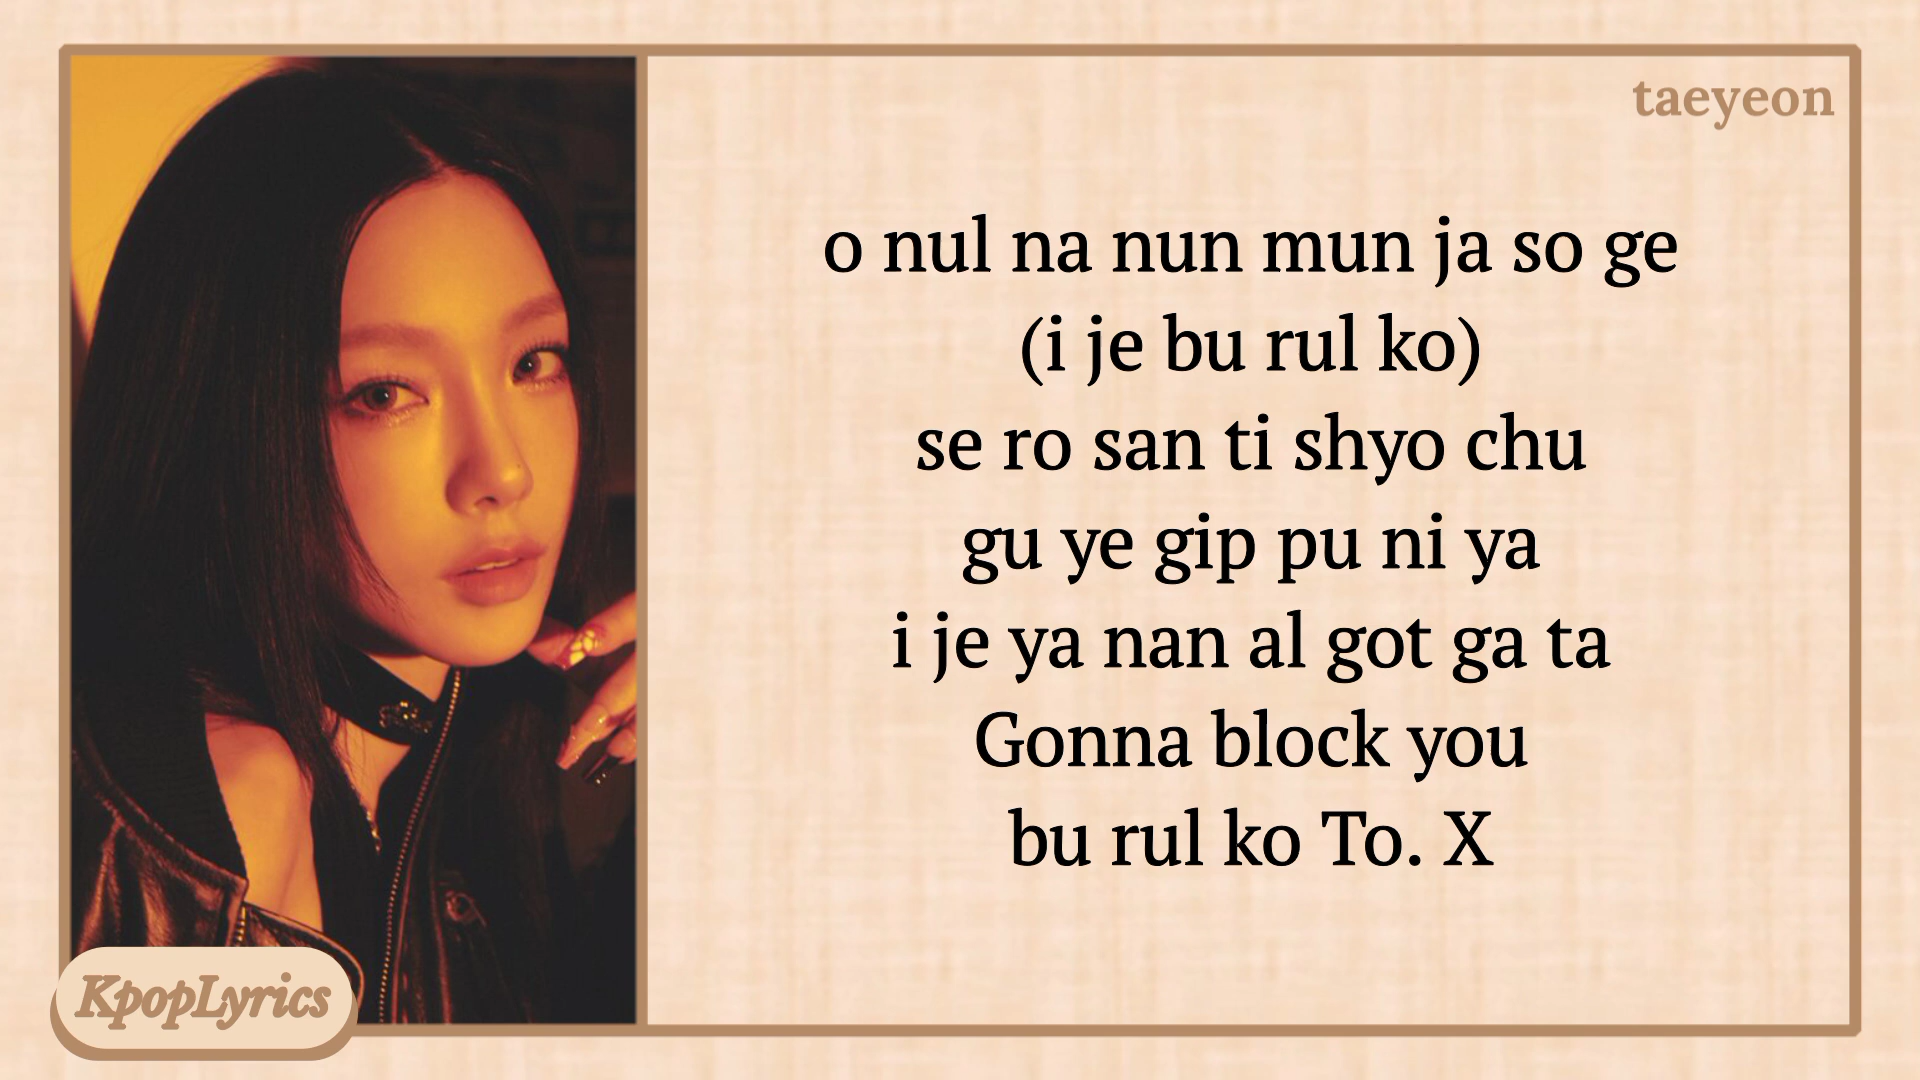 taeyeon
o nul na nun mun ja so ge
(i je bu rul ko)
se ro san ti shyo chu
gu ye gip pu ni ya
i je ya nan al got ga ta
Gonna block you
bu rul ko To. X
KpopLyrics